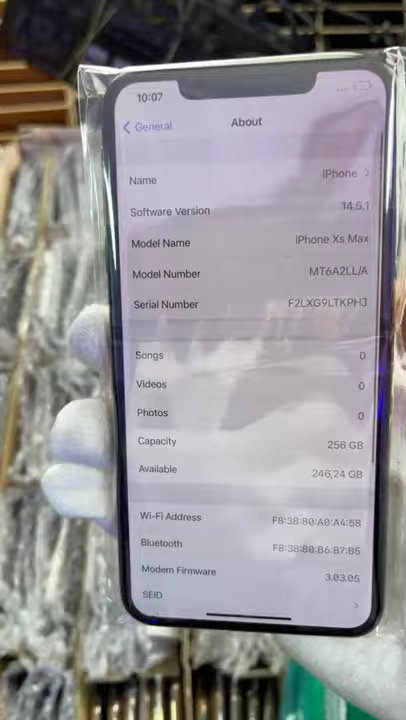 10:07
General
About
Name iPhone
Software Version 14.5.1
Model Name iPhone Xs Max
Model Number MT6A2LL/A
Serial Number F2LXG9LTKPHJ
Songs 0
Videos 0
Photos 0
Capacity 256 GB
Available 246,24 GB
Wi-Fi Address F8:38:80:A0:A4:58
Bluetooth F8:38:80:B6:B7:B5
Modem Firmware 3.03.05
SEID